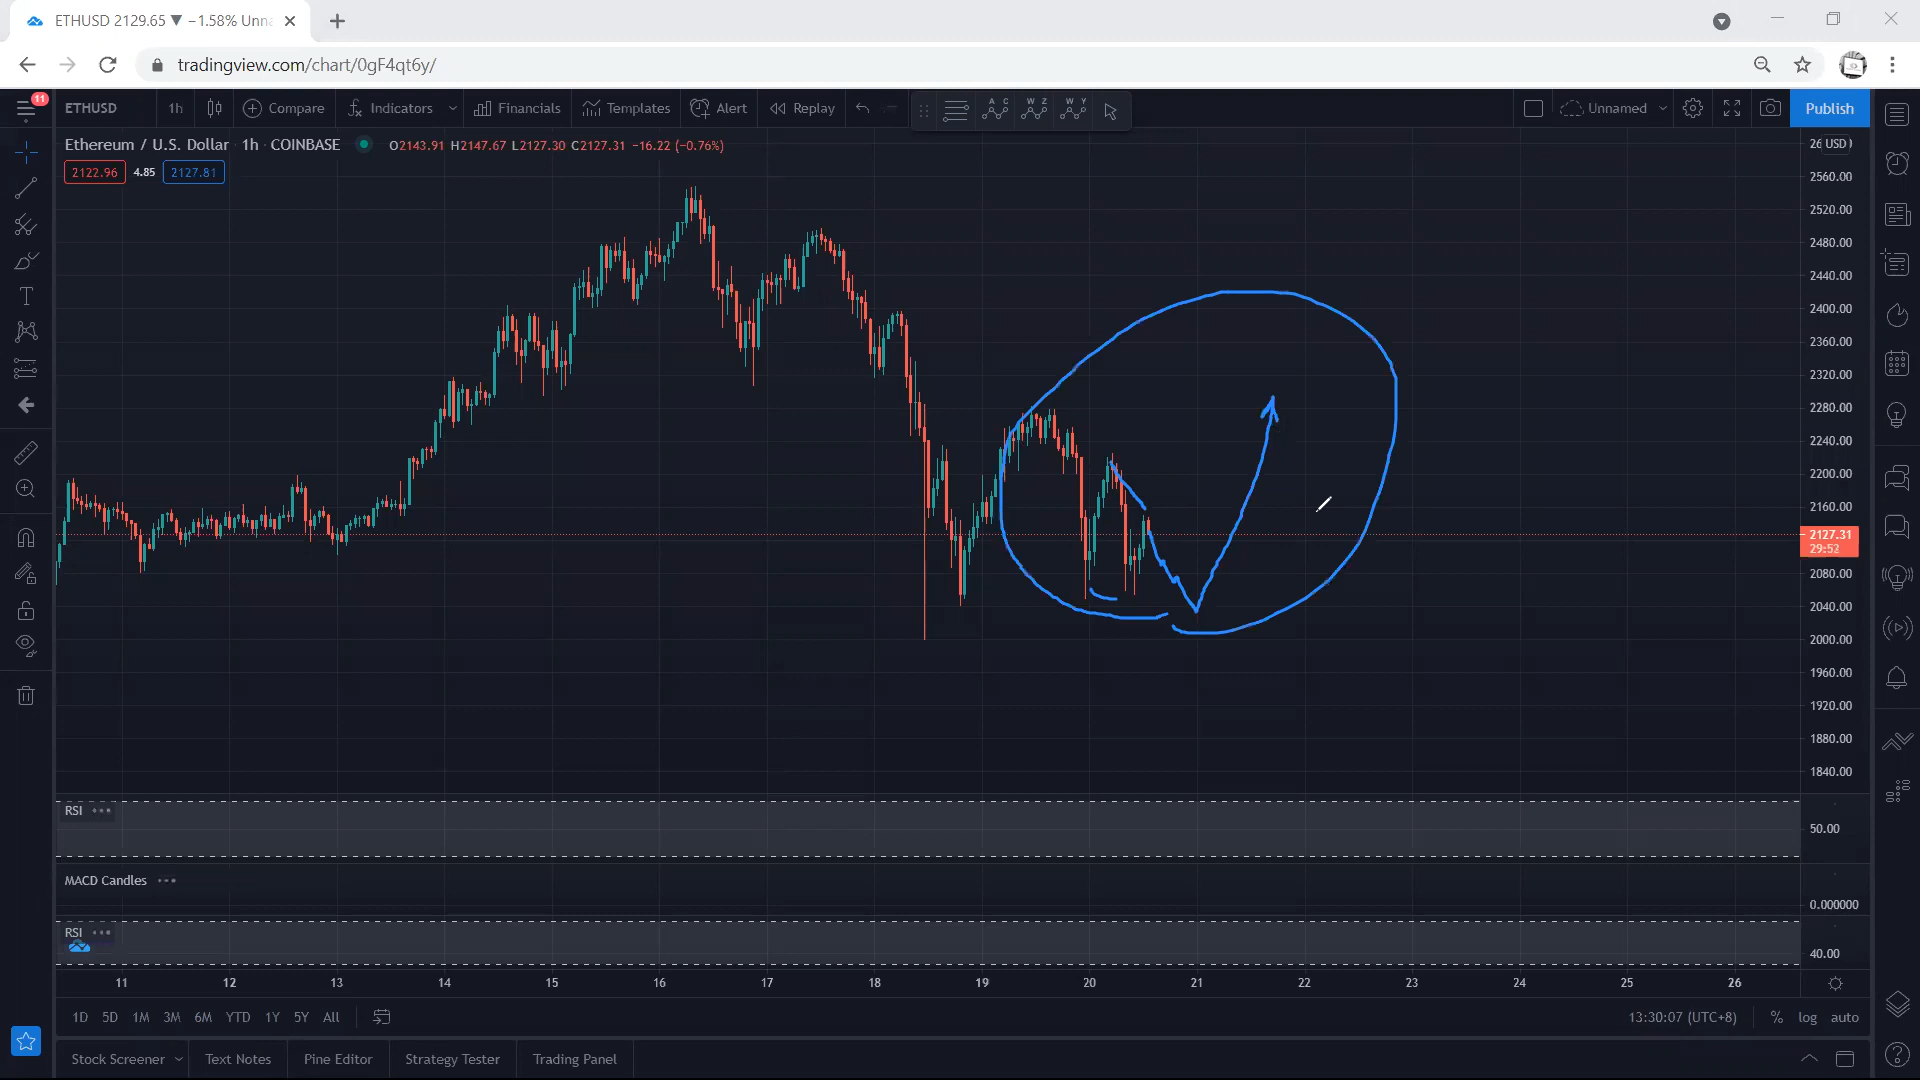 ETHUSD 2129.65 ▼ −1.58% Unna
tradingview.com/chart/0gF4qt6y/
11
ETHUSD 1h Compare Indicators Financials Templates Alert Replay A C W Z W Y Unnamed Publish
Ethereum / U.S. Dollar 1h COINBASE O2143.91 H2147.67 L2127.30 C2127.31 −16.22 (−0.76%)
2122.96 4.85 2127.81
USD
2560.00
2520.00
2480.00
2440.00
2400.00
2360.00
2320.00
2280.00
2240.00
2200.00
2160.00
2127.31
29:52
2080.00
2040.00
2000.00
1960.00
1920.00
1880.00
1840.00
RSI
50.00
MACD Candles
0.000000
RSI
40.00
11 12 13 14 15 16 17 18 19 20 21 22 23 24 25 26
1D 5D 1M 3M 6M YTD 1Y 5Y All 13:30:07 (UTC+8) % log auto
Stock Screener Text Notes Pine Editor Strategy Tester Trading Panel